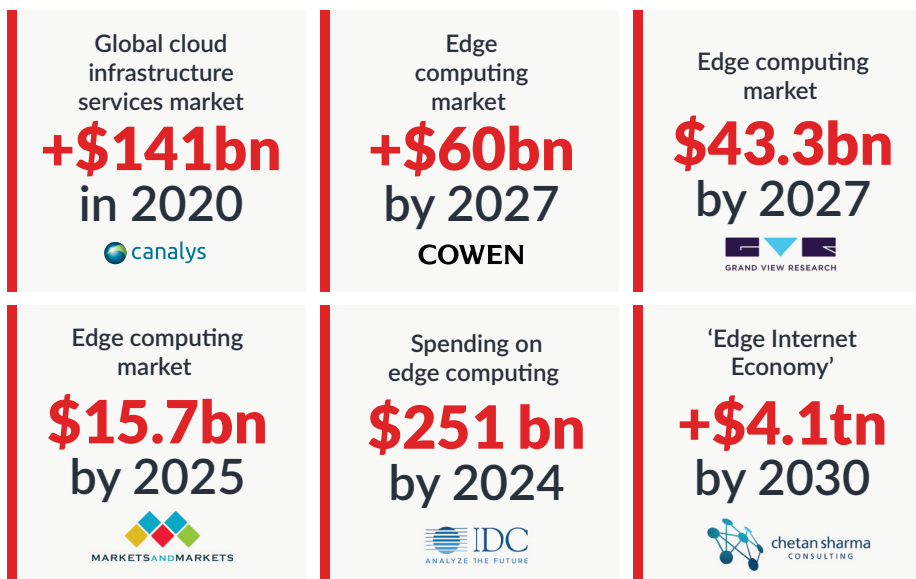 Global cloud
infrastructure
services market
+$141bn
in 2020
canalys
Edge
computing
market
+$60bn
by 2027
COWEN
Edge computing
market
$43.3bn
by 2027
GRAND VIEW RESEARCH
Edge computing
market
$15.7bn
by 2025
MARKETSANDMARKETS
Spending on
edge computing
$251 bn
by 2024
IDC
ANALYZE THE FUTURE
‘Edge Internet
Economy’
+$4.1tn
by 2030
chetan sharma
CONSULTING